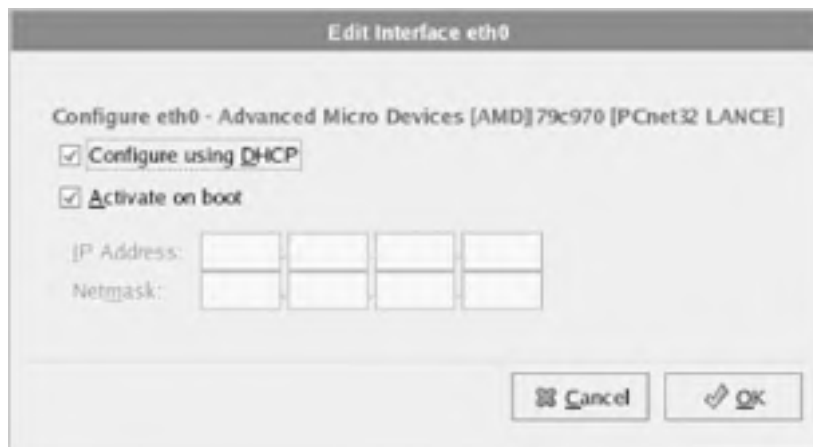 Edit Interface eth0
Configure eth0 - Advanced Micro Devices [AMD] 79c970 [PCnet32 LANCE]
Configure using DHCP
Activate on boot
IP Address:
Netmask:
Cancel
OK